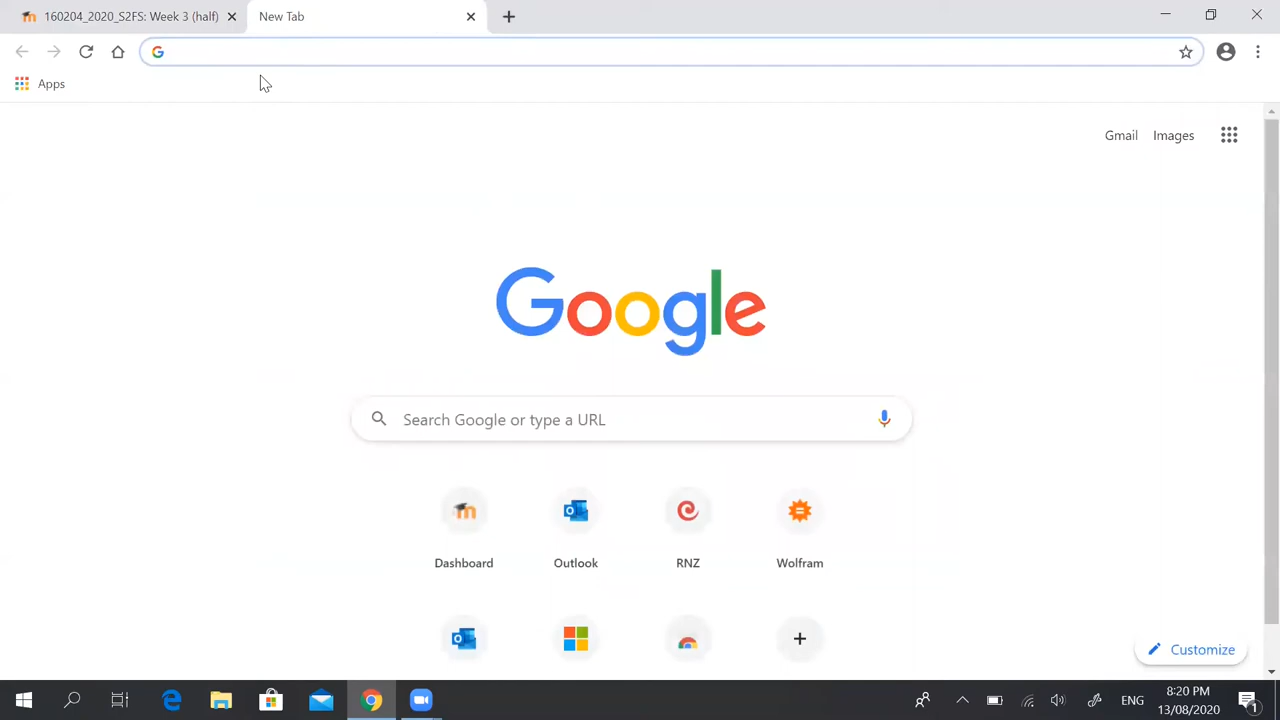 160204_2020_S2FS: Week 3 (half)
New Tab
Apps
Gmail
Images
Google
Search Google or type a URL
Dashboard
Outlook
RNZ
Wolfram
Customize
ENG
8:20 PM
13/08/2020
1